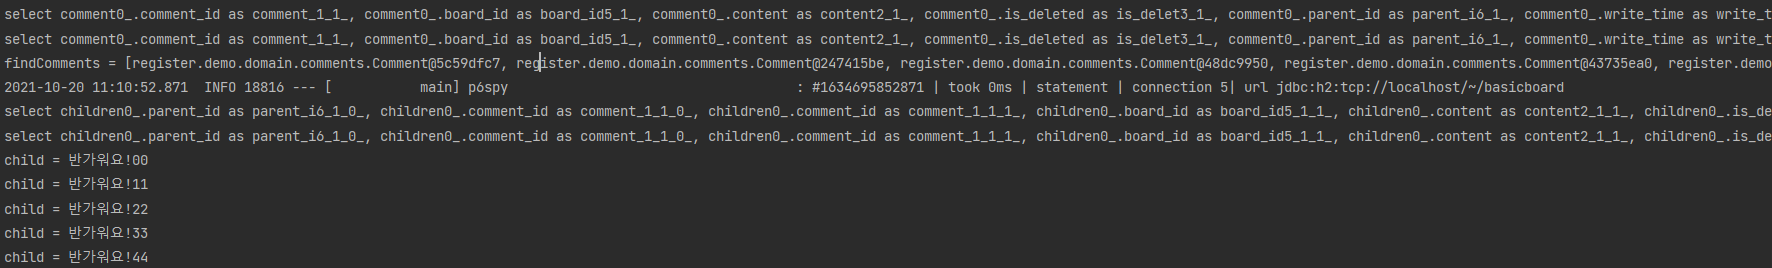 select comment0_.comment_id as comment_1_1_, comment0_.board_id as board_id5_1_, comment0_.content as content2_1_, comment0_.is_deleted as is_delet3_1_, comment0_.parent_id as parent_i6_1_, comment0_.write_time as write_t
select comment0_.comment_id as comment_1_1_, comment0_.board_id as board_id5_1_, comment0_.content as content2_1_, comment0_.is_deleted as is_delet3_1_, comment0_.parent_id as parent_i6_1_, comment0_.write_time as write_t
findComments = [register.demo.domain.comments.Comment@5c59dfc7, register.demo.domain.comments.Comment@247415be, register.demo.domain.comments.Comment@48dc9950, register.demo.domain.comments.Comment@43735ea0, register.demo
2021-10-20 11:10:52.871  INFO 18816 --- [           main] p6spy                                    : #1634695852871 | took 0ms | statement | connection 5| url jdbc:h2:tcp://localhost/~/basicboard
select children0_.parent_id as parent_i6_1_0_, children0_.comment_id as comment_1_1_0_, children0_.comment_id as comment_1_1_1_, children0_.board_id as board_id5_1_1_, children0_.content as content2_1_1_, children0_.is_de
select children0_.parent_id as parent_i6_1_0_, children0_.comment_id as comment_1_1_0_, children0_.comment_id as comment_1_1_1_, children0_.board_id as board_id5_1_1_, children0_.content as content2_1_1_, children0_.is_de
child = 반가워요!00
child = 반가워요!11
child = 반가워요!22
child = 반가워요!33
child = 반가워요!44